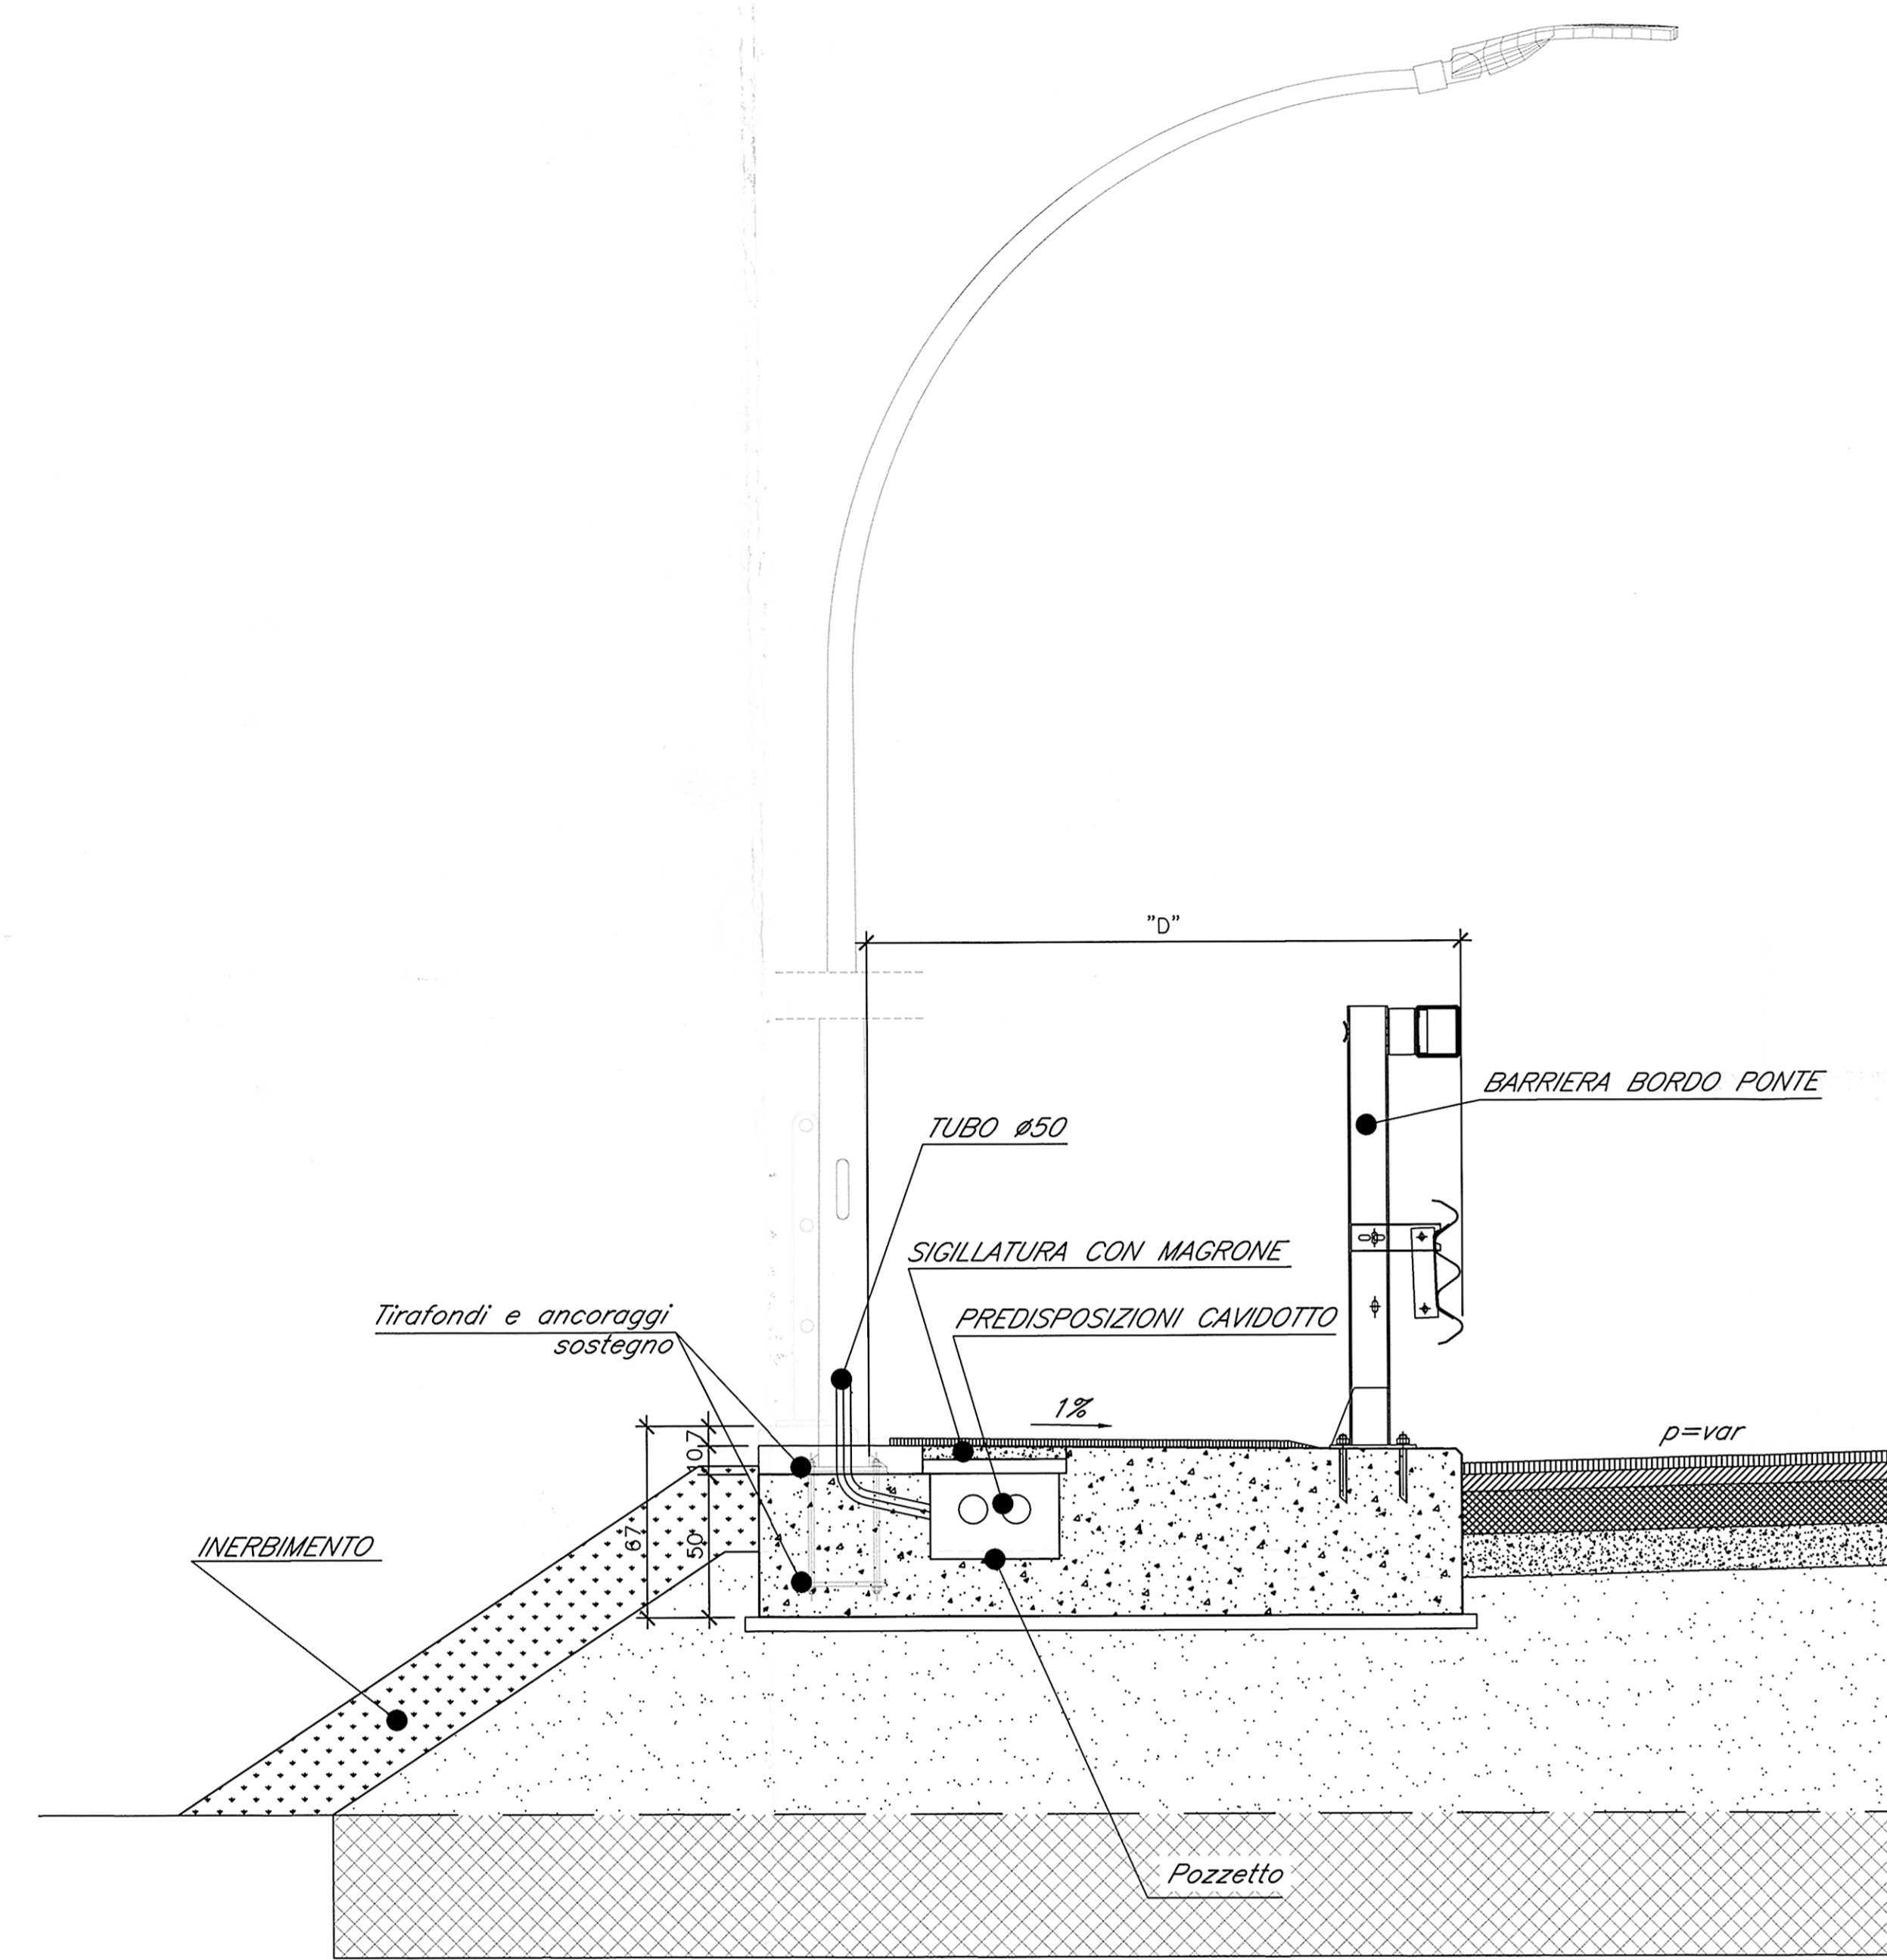 "D"
BARRIERA BORDO PONTE
TUBO ø50
SIGILLATURA CON MAGRONE
PREDISPOSIZIONI CAVIDOTTO
Tirafondi e ancoraggi
sostegno
1%
p=var
7
10
67
50
INERBIMENTO
Pozzetto